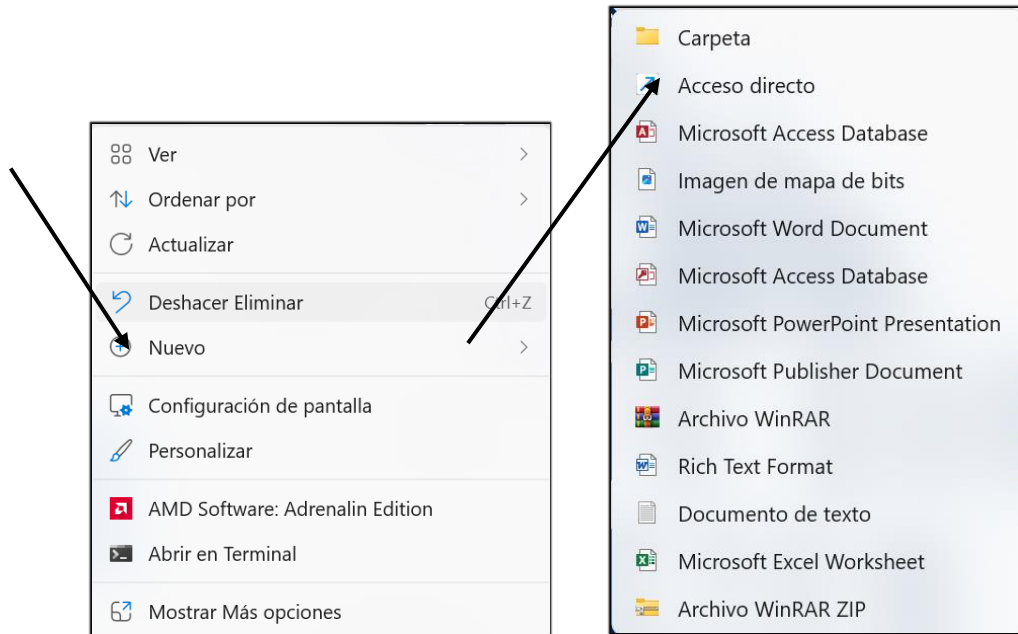 Ver
Ordenar por
Actualizar
Deshacer Eliminar Ctrl+Z
Nuevo
Configuración de pantalla
Personalizar
AMD Software: Adrenalin Edition
Abrir en Terminal
Mostrar Más opciones
Carpeta
Acceso directo
Microsoft Access Database
Imagen de mapa de bits
Microsoft Word Document
Microsoft Access Database
Microsoft PowerPoint Presentation
Microsoft Publisher Document
Archivo WinRAR
Rich Text Format
Documento de texto
Microsoft Excel Worksheet
Archivo WinRAR ZIP